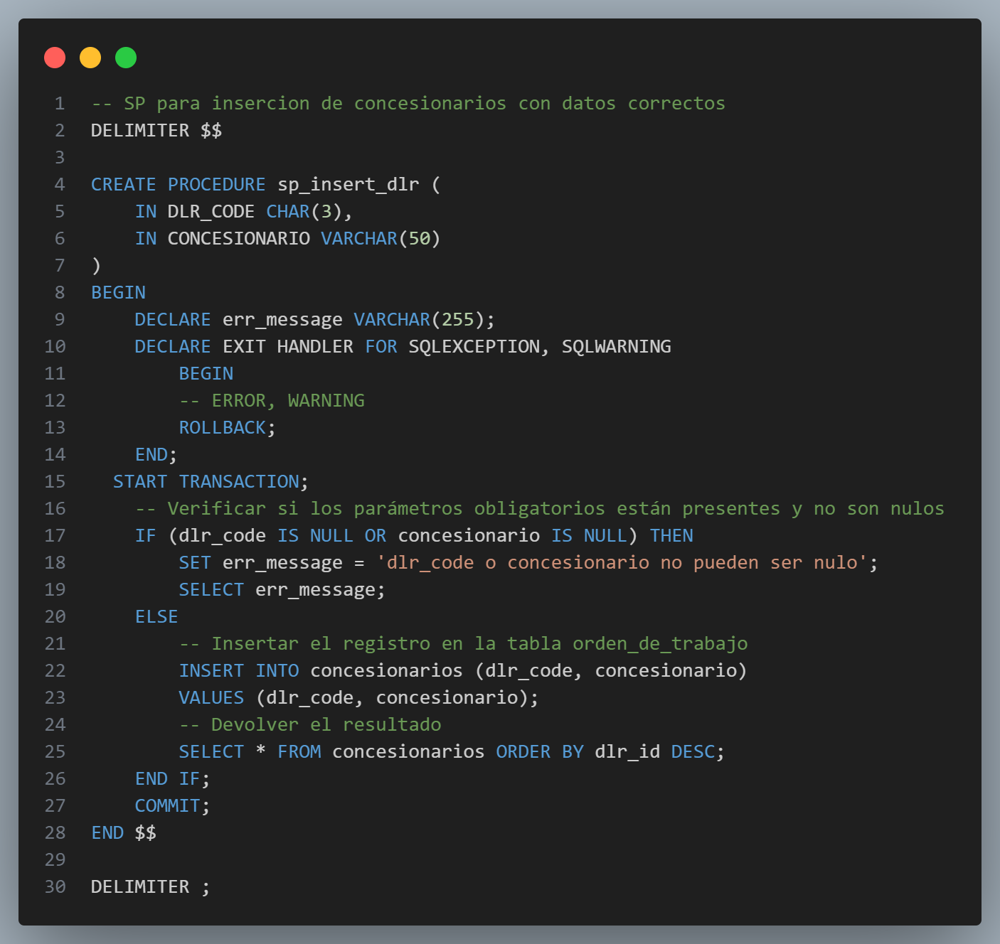 1 -- SP para insercion de concesionarios con datos correctos
2 DELIMITER $$
3
4 CREATE PROCEDURE sp_insert_dlr (
5     IN DLR_CODE CHAR(3),
6     IN CONCESIONARIO VARCHAR(50)
7 )
8 BEGIN
9     DECLARE err_message VARCHAR(255);
10     DECLARE EXIT HANDLER FOR SQLEXCEPTION, SQLWARNING
11         BEGIN
12         -- ERROR, WARNING
13         ROLLBACK;
14     END;
15   START TRANSACTION;
16     -- Verificar si los parámetros obligatorios están presentes y no son nulos
17     IF (dlr_code IS NULL OR concesionario IS NULL) THEN
18         SET err_message = 'dlr_code o concesionario no pueden ser nulo';
19         SELECT err_message;
20     ELSE
21         -- Insertar el registro en la tabla orden_de_trabajo
22         INSERT INTO concesionarios (dlr_code, concesionario)
23         VALUES (dlr_code, concesionario);
24         -- Devolver el resultado
25         SELECT * FROM concesionarios ORDER BY dlr_id DESC;
26     END IF;
27     COMMIT;
28 END $$
29
30 DELIMITER ;